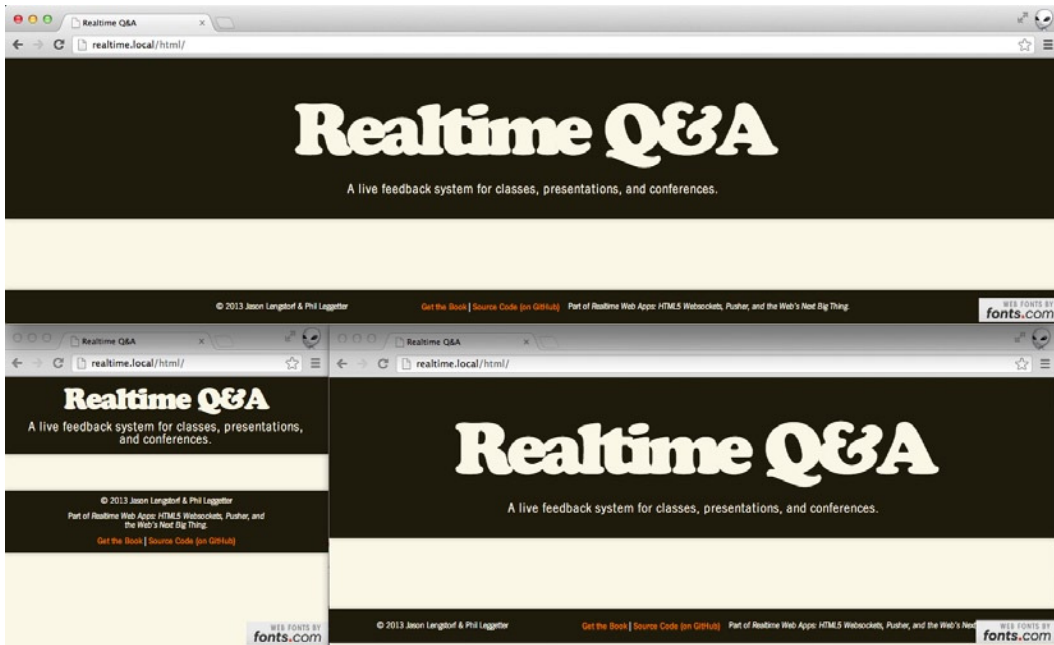 Realtime Q&A
realtime.local/html/
Realtime Q&A
A live feedback system for classes, presentations, and conferences.
© 2013 Jason Lengstorf & Phil Leggetter
Get the Book | Source Code (on GitHub)
Part of Realtime Web Apps: HTML5 Websockets, Pusher, and the Web's Next Big Thing.
WEB FONTS BY
fonts.com
Realtime Q&A
realtime.local/html/
Realtime Q&A
A live feedback system for classes, presentations,
and conferences.
© 2013 Jason Lengstorf & Phil Leggetter
Part of Realtime Web Apps: HTML5 Websockets, Pusher, and
the Web's Next Big Thing.
Get the Book | Source Code (on GitHub)
WEB FONTS BY
fonts.com
Realtime Q&A
realtime.local/html/
Realtime Q&A
A live feedback system for classes, presentations, and conferences.
© 2013 Jason Lengstorf & Phil Leggetter
Get the Book | Source Code (on GitHub)
Part of Realtime Web Apps: HTML5 Websockets, Pusher, and the Web's Next
WEB FONTS BY
fonts.com